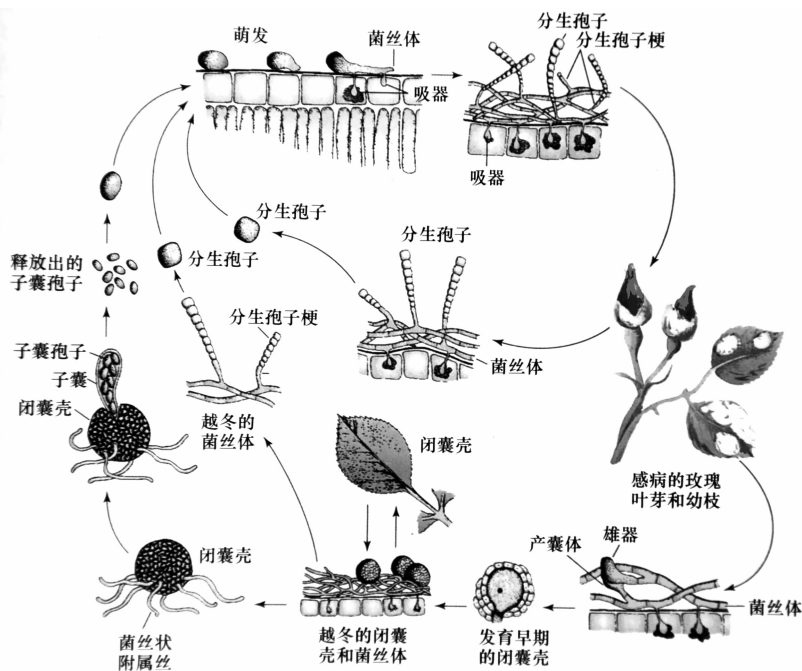 萌发
菌丝体
吸器
分生孢子
分生孢子梗
吸器
分生孢子
分生孢子
分生孢子
释放出的
子囊孢子
分生孢子梗
菌丝体
子囊孢子
子囊
闭囊壳
越冬的
菌丝体
闭囊壳
感病的玫瑰
叶芽和幼枝
闭囊壳
产囊体
雄器
菌丝体
菌丝状
附属丝
越冬的闭囊
壳和菌丝体
发育早期
的闭囊壳